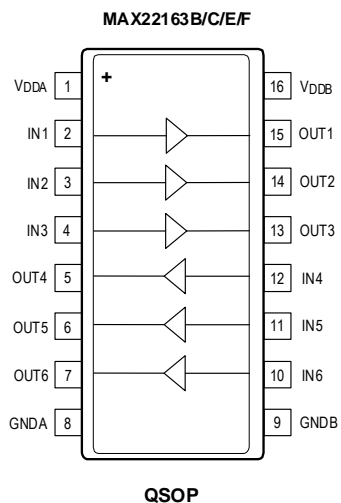 MAX22163B/C/E/F
VDDA 1 + 16 VDDB
IN1 2 15 OUT1
IN2 3 14 OUT2
IN3 4 13 OUT3
OUT4 5 12 IN4
OUT5 6 11 IN5
OUT6 7 10 IN6
GNDA 8 9 GNDB
QSOP